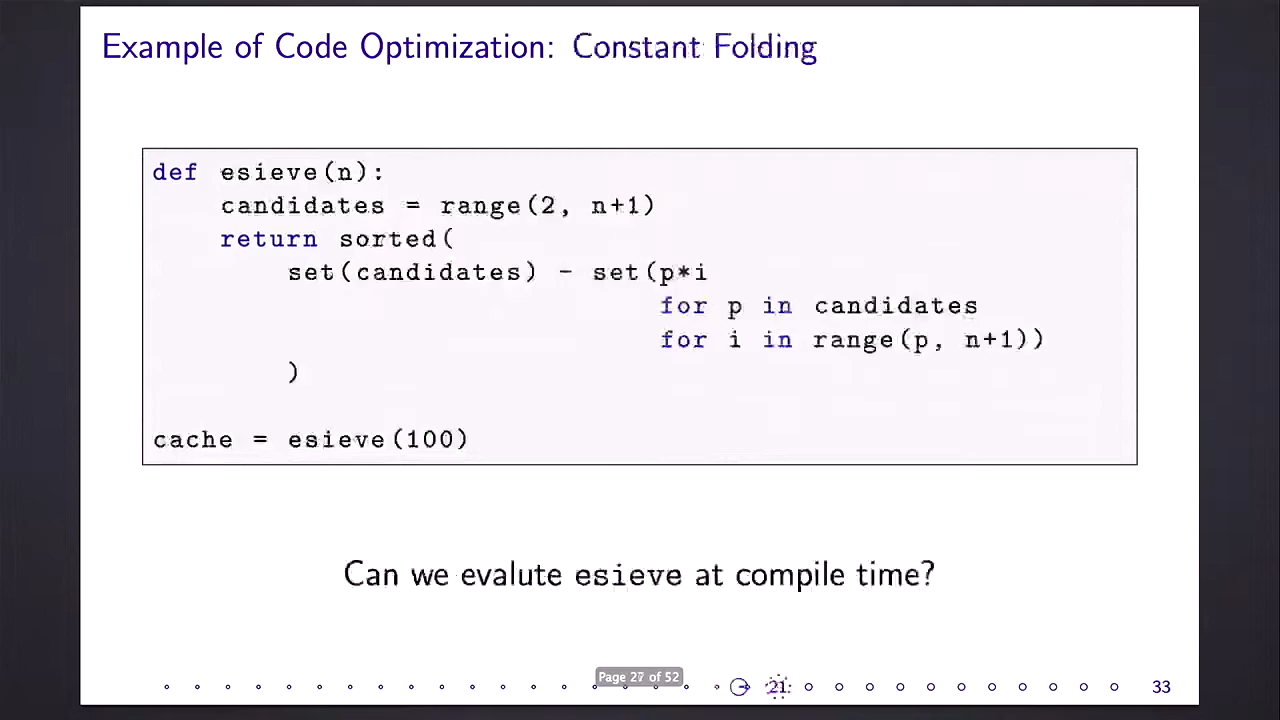 Example of Code Optimization: Constant Folding
def esieve(n):
    candidates = range(2, n+1)
    return sorted(
        set(candidates) - set(p*i
                              for p in candidates
                              for i in range(p, n+1))
        )
cache = esieve(100)
Can we evalute esieve at compile time?
Page 27 of 52
21
33